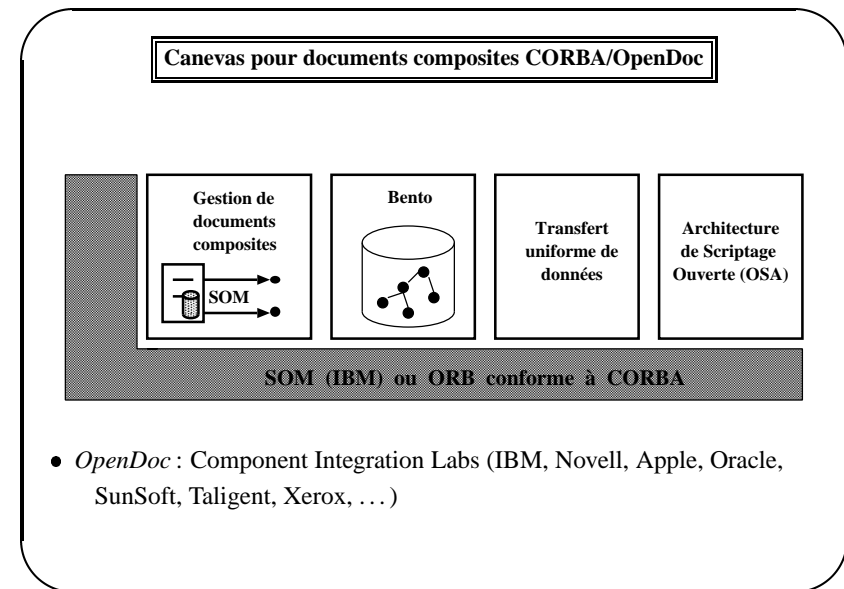 Canevas pour documents composites CORBA/OpenDoc
Gestion de
documents
composites
SOM
Bento
Transfert
uniforme de
données
Architecture
de Scriptage
Ouverte (OSA)
SOM (IBM) ou ORB conforme à CORBA
• OpenDoc : Component Integration Labs (IBM, Novell, Apple, Oracle,
SunSoft, Taligent, Xerox, ...)